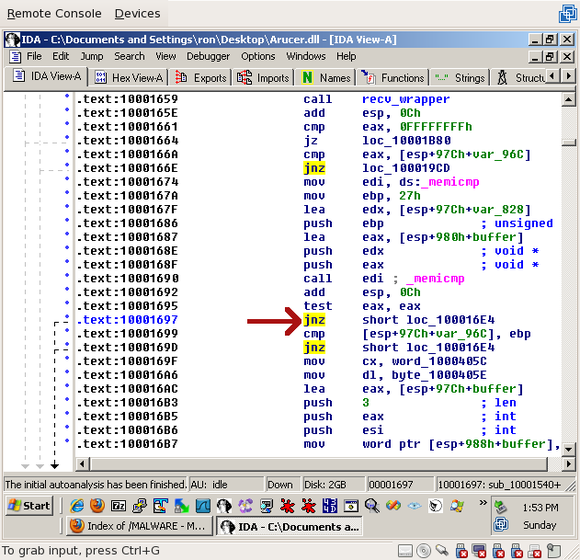 Remote Console Devices
IDA - C:\Documents and Settings\ron\Desktop\Arucer.dll - [IDA View-A]
File Edit Jump Search View Debugger Options Windows Help
IDA View-A Hex View-A Exports Imports N Names Functions "..." Strings Structu
.text:10001659 call recv_wrapper
.text:1000165E add esp, 0Ch
.text:10001661 cmp eax, 0FFFFFFFFh
.text:10001664 jz loc_10001B80
.text:1000166A cmp eax, [esp+97Ch+var_96C]
.text:1000166E jnz loc_100019CD
.text:10001674 mov edi, ds:_memicmp
.text:1000167A mov ebp, 27h
.text:1000167F lea edx, [esp+97Ch+var_828]
.text:10001686 push ebp ; unsigned
.text:10001687 lea eax, [esp+980h+buffer]
.text:1000168E push edx ; void *
.text:1000168F push eax ; void *
.text:10001690 call edi ; _memicmp
.text:10001692 add esp, 0Ch
.text:10001695 test eax, eax
.text:10001697 jnz short loc_100016E4
.text:10001699 cmp [esp+97Ch+var_96C], ebp
.text:1000169D jnz short loc_100016E4
.text:1000169F mov cx, word_1000405C
.text:100016A6 mov dl, byte_1000405E
.text:100016AC lea eax, [esp+97Ch+buffer]
.text:100016B3 push 3 ; len
.text:100016B5 push eax ; int
.text:100016B6 push esi ; int
.text:100016B7 mov word ptr [esp+988h+buffer],
The initial autoanalysis has been finished. AU: idle Down Disk: 2GB 00001697 10001697: sub_10001540+
Start 1:53 PM
Index of /MALWARE - M... IDA - C:\Documents a... Sunday
To grab input, press Ctrl+G